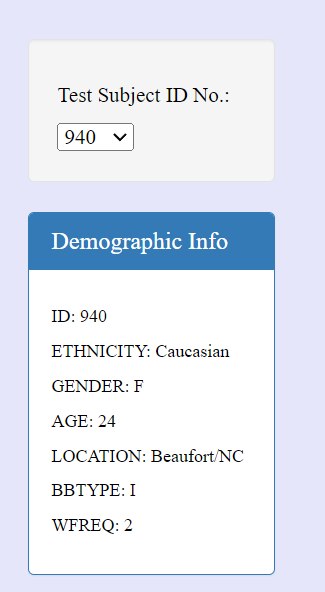 Test Subject ID No.:
940
Demographic Info
ID: 940
ETHNICITY: Caucasian
GENDER: F
AGE: 24
LOCATION: Beaufort/NC
BBTYPE: I
WFREQ: 2